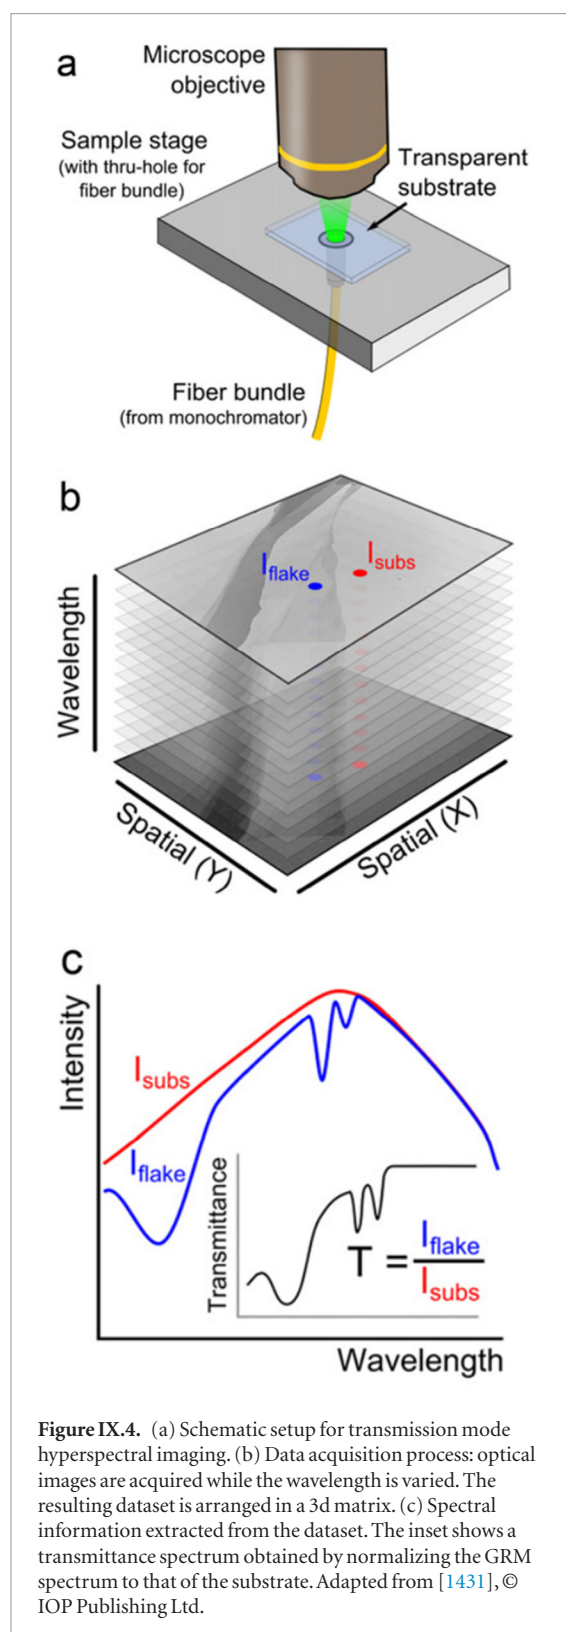 a
Microscope
objective
Sample stage
(with thru-hole for
fiber bundle)
Transparent
substrate
Fiber bundle
(from monochromator)
b
Iflake
Isubs
Wavelength
Spatial (Y)
Spatial (X)
c
Intensity
Isubs
Iflake
Transmittance
T = Iflake
Isubs
Wavelength
Figure IX.4. (a) Schematic setup for transmission mode
hyperspectral imaging. (b) Data acquisition process: optical
images are acquired while the wavelength is varied. The
resulting dataset is arranged in a 3d matrix. (c) Spectral
information extracted from the dataset. The inset shows a
transmittance spectrum obtained by normalizing the GRM
spectrum to that of the substrate. Adapted from [1431], ©
IOP Publishing Ltd.